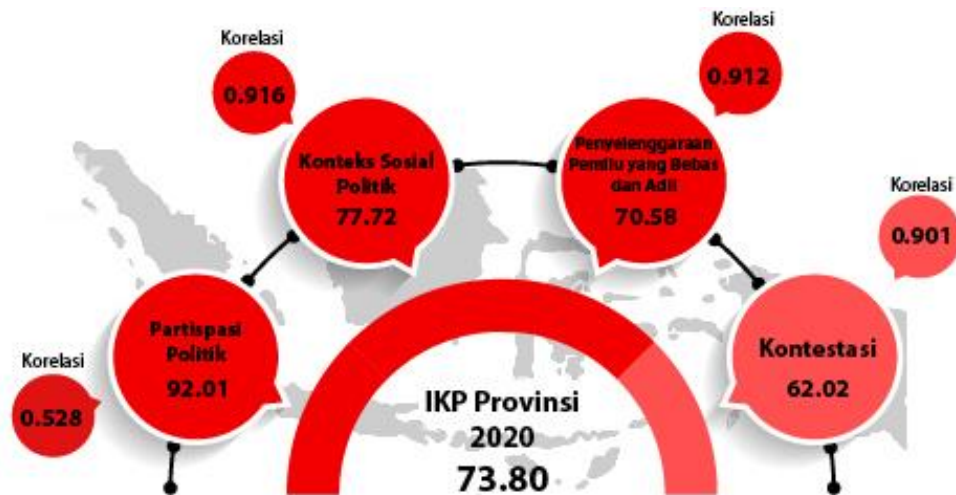 Korelasi
0.916
Korelasi
0.912
Konteks Sosial
Politik
77.72
Penyelenggaraan
Pemilu yang Bebas
dan Adil
70.58
Korelasi
0.901
Partispasi
Politik
92.01
Kontestasi
62.02
Korelasi
0.528
IKP Provinsi
2020
73.80